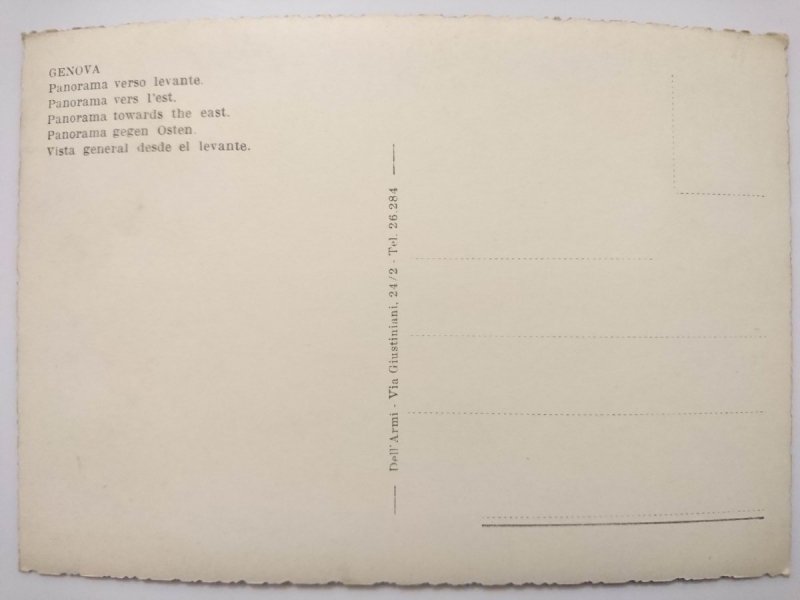 GENOVA
Panorama verso levante.
Panorama vers l'est.
Panorama towards the east.
Panorama gegen Osten.
Vista general desde el levante.
Dell'Armi - Via Giustiniani, 24/2 - Tel. 26.284